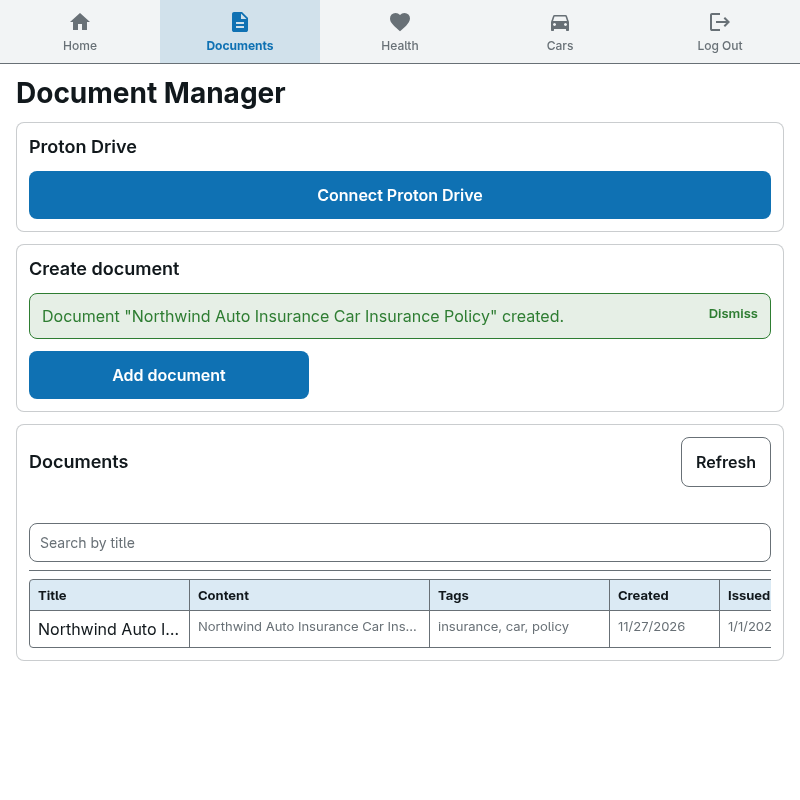 Home
Documents
Health
Cars
Log Out
Document Manager
Proton Drive
Connect Proton Drive
Create document
Document "Northwind Auto Insurance Car Insurance Policy" created.
Dismiss
Add document
Documents
Refresh
Search by title
Title Content Tags Created Issued
Northwind Auto I... Northwind Auto Insurance Car Ins... insurance, car, policy 11/27/2026 1/1/202